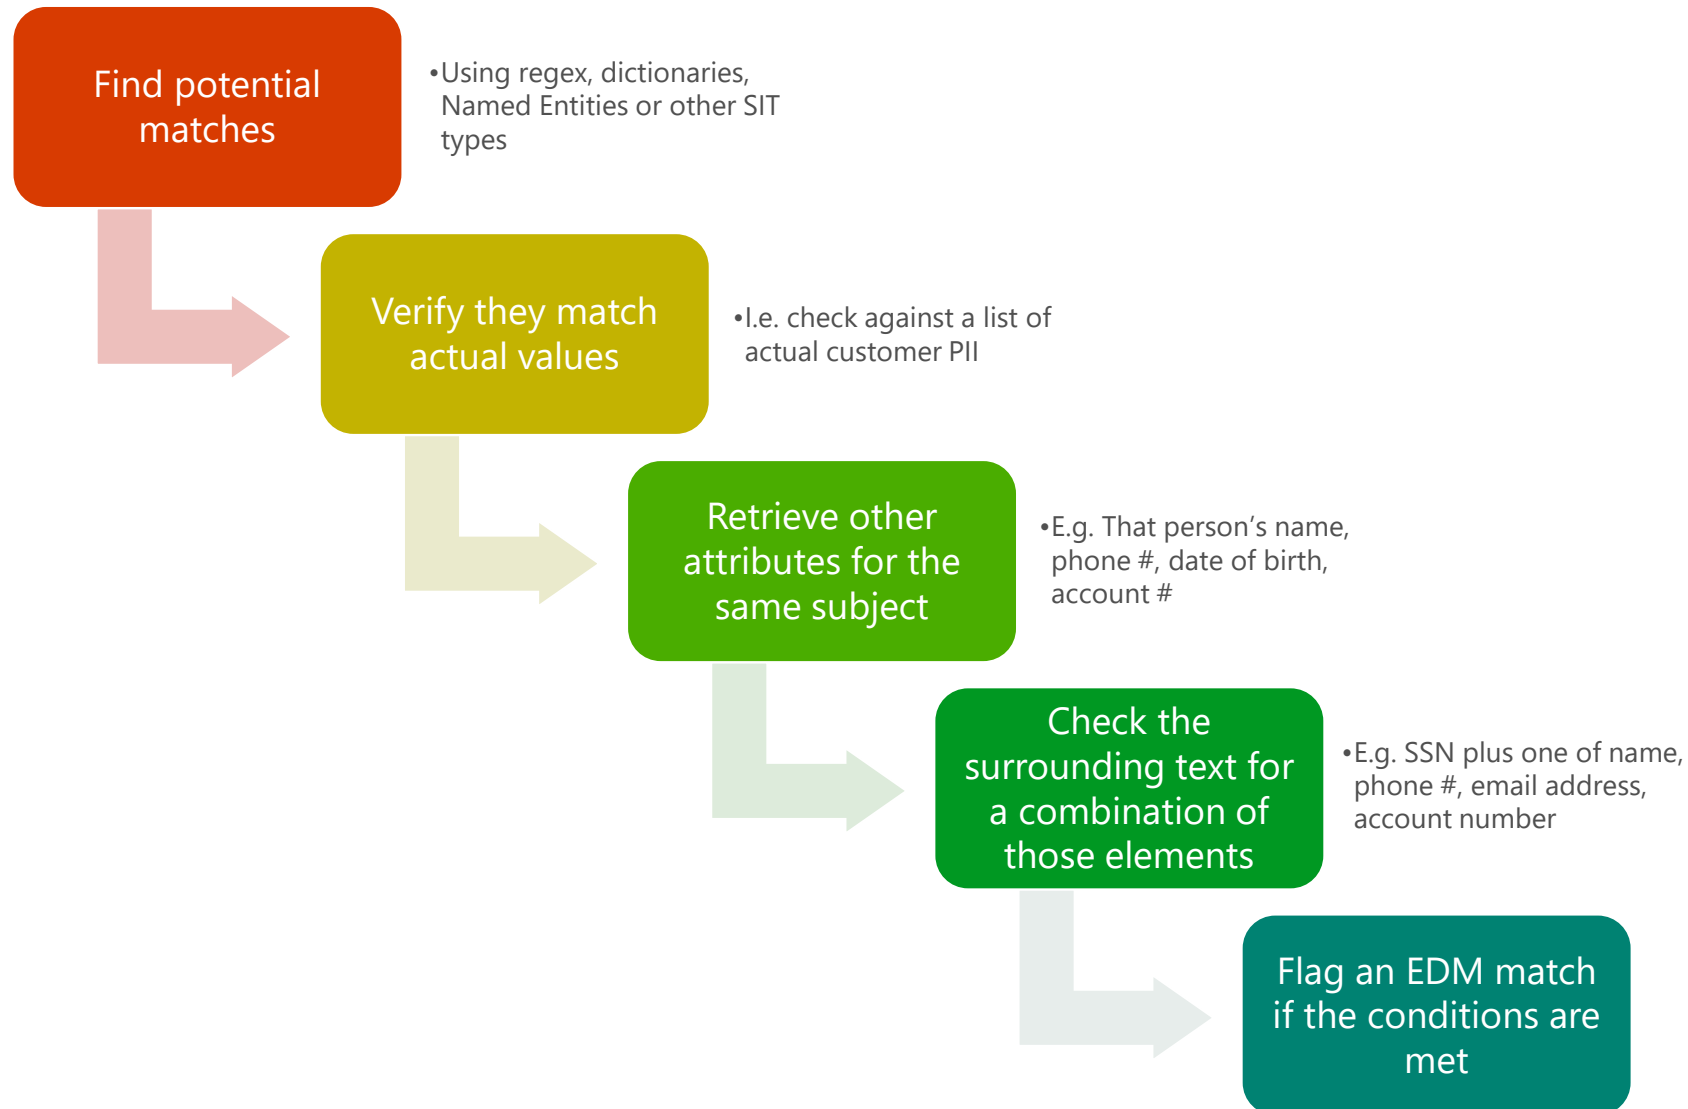 Find potential
matches
•Using regex, dictionaries,
Named Entities or other SIT
types
Verify they match
actual values
•I.e. check against a list of
actual customer PII
Retrieve other
attributes for the
same subject
•E.g. That person’s name,
phone #, date of birth,
account #
Check the
surrounding text for
a combination of
those elements
•E.g. SSN plus one of name,
phone #, email address,
account number
Flag an EDM match
if the conditions are
met